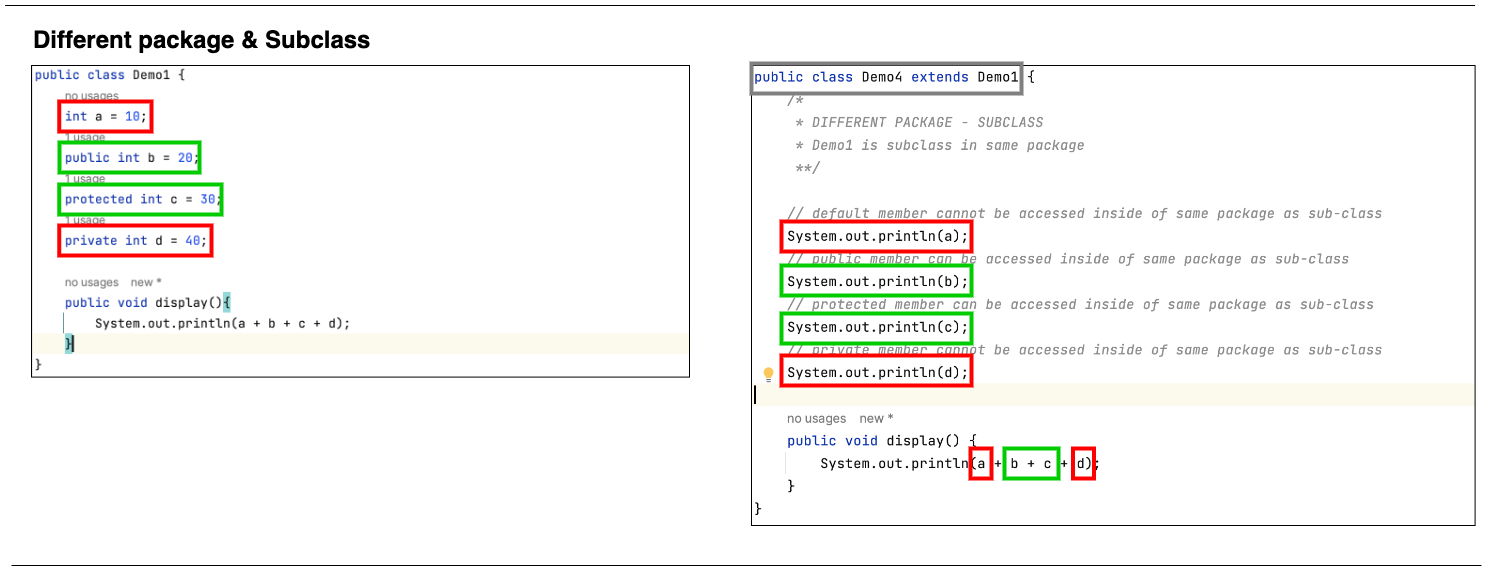 Different package & Subclass
public class Demo1 {
no usages
int a = 10;
1 usage
public int b = 20;
1 usage
protected int c = 30;
1 usage
private int d = 40;
no usages new *
public void display(){
System.out.println(a + b + c + d);
}
}
public class Demo4 extends Demo1 {
/*
* DIFFERENT PACKAGE - SUBCLASS
* Demo1 is subclass in same package
**/
// default member cannot be accessed inside of same package as sub-class
System.out.println(a);
// public member can be accessed inside of same package as sub-class
System.out.println(b);
// protected member can be accessed inside of same package as sub-class
System.out.println(c);
// private member cannot be accessed inside of same package as sub-class
System.out.println(d);
no usages new *
public void display() {
System.out.println(a + b + c + d);
}
}